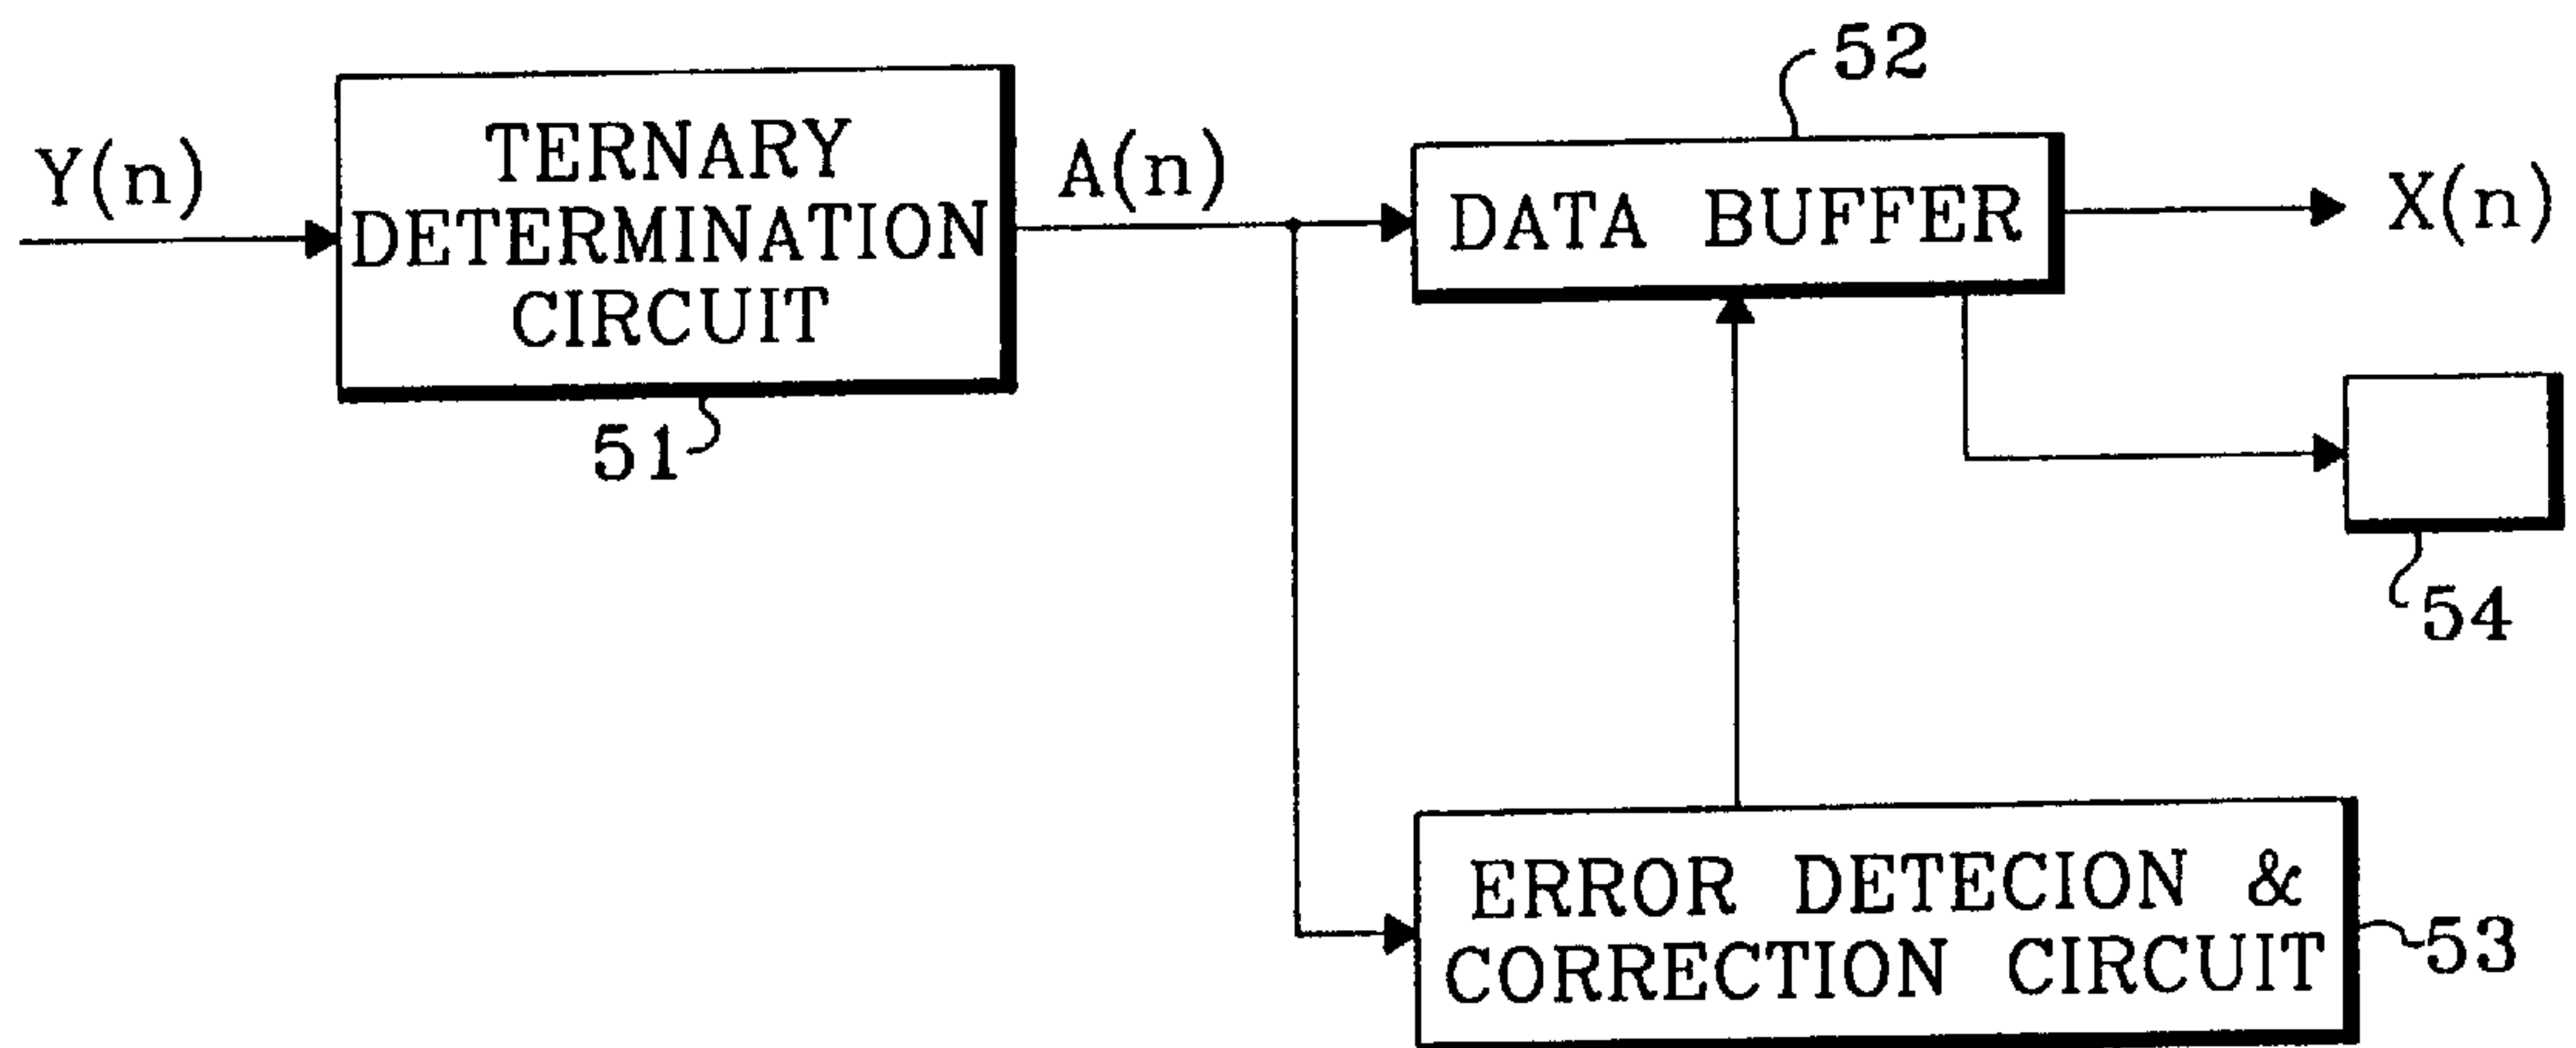 52
Y(n)
TERNARY
DETERMINATION
CIRCUIT
A(n)
DATA BUFFER
X(n)
51
54
ERROR DETECION &
CORRECTION CIRCUIT
53